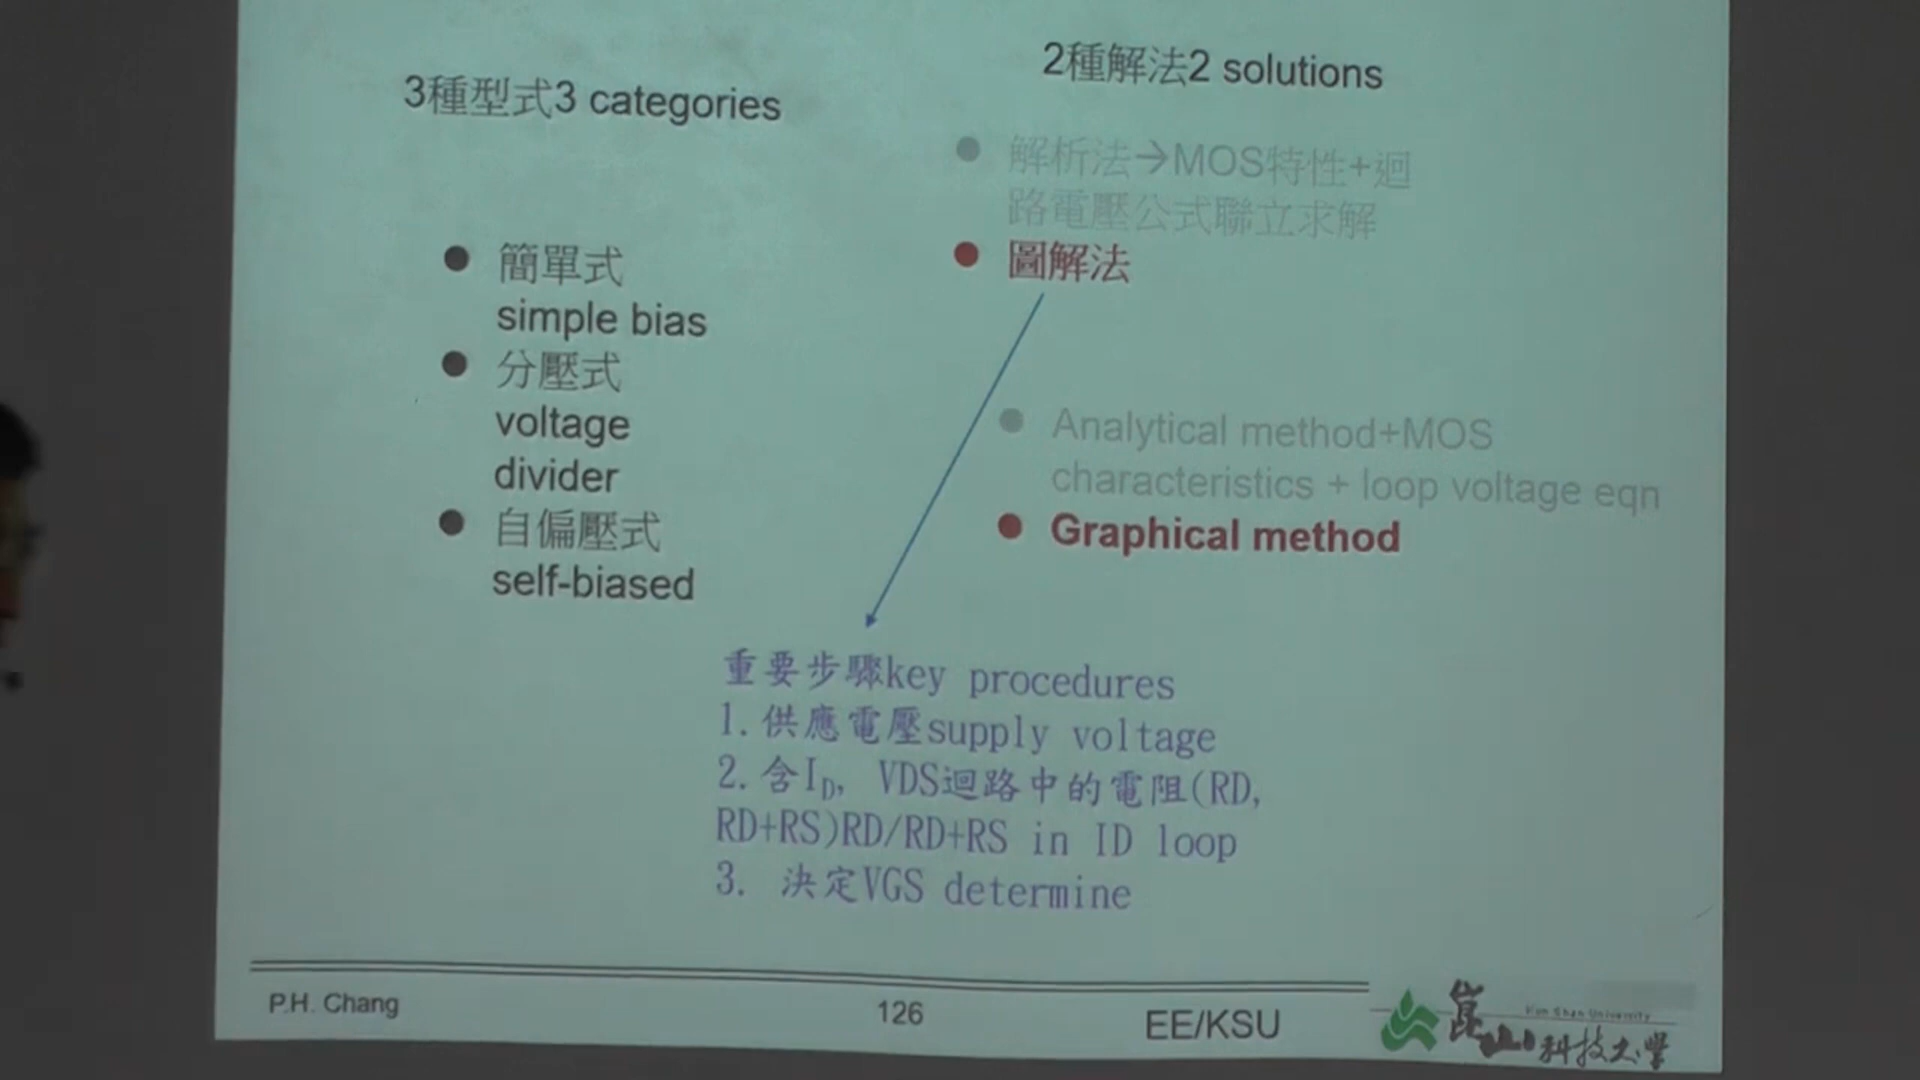 3種型式3 categories
2種解法2 solutions
簡單式
simple bias
分壓式
voltage
divider
自偏壓式
self-biased
解析法→MOS特性+迴
路電壓公式聯立求解
圖解法
Analytical method+MOS
characteristics + loop voltage eqn
Graphical method
重要步驟key procedures
1.供應電壓supply voltage
2.含ID, VDS迴路中的電阻(RD,
RD+RS)RD/RD+RS in ID loop
3. 決定VGS determine
P.H. Chang
126
EE/KSU
Kun Shan University
崑山科技大學